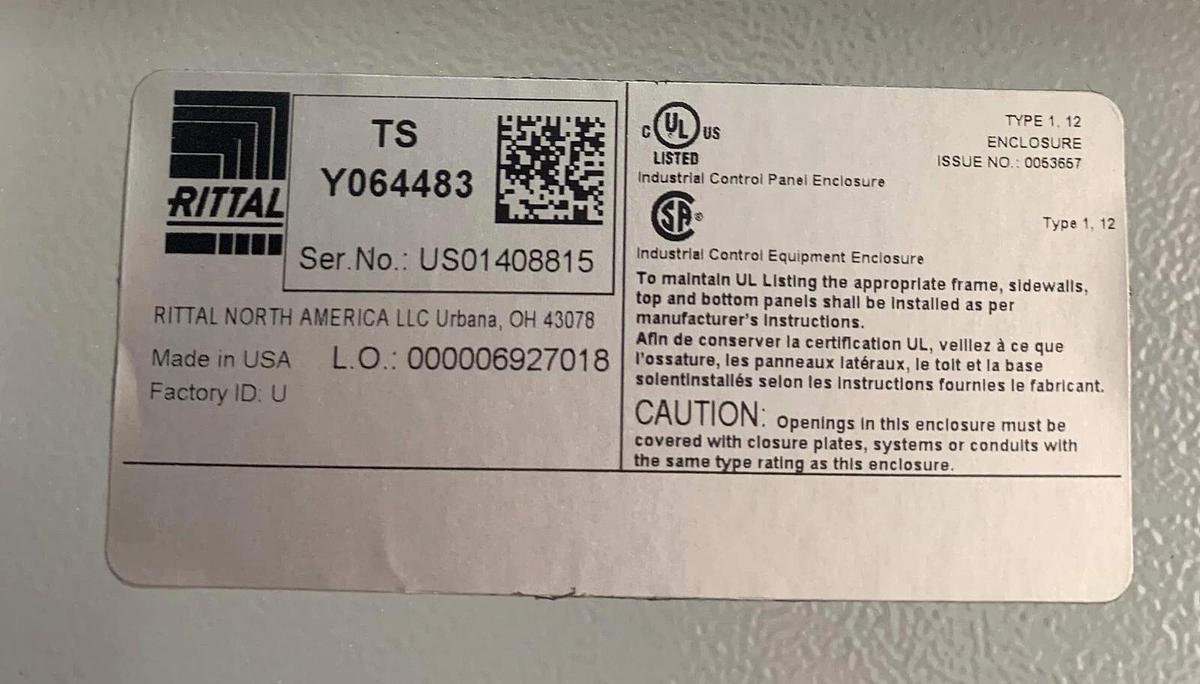 RITTAL
TS
Y064483
Ser.No.: US01408815
RITTAL NORTH AMERICA LLC Urbana, OH 43078
Made in USA L.O.: 000006927018
Factory ID: U
C UL US
LISTED
TYPE 1, 12
ENCLOSURE
ISSUE NO.: 0053657
Industrial Control Panel Enclosure
SA®
Type 1, 12
Industrial Control Equipment Enclosure
To maintain UL Listing the appropriate frame, sidewalls,
top and bottom panels shall be installed as per
manufacturer's instructions.
Afin de conserver la certification UL, veillez à ce que
l'ossature, les panneaux latéraux, le toit et la base
solentinstallés selon les instructions fournies le fabricant.
CAUTION: Openings in this enclosure must be
covered with closure plates, systems or conduits with
the same type rating as this enclosure.